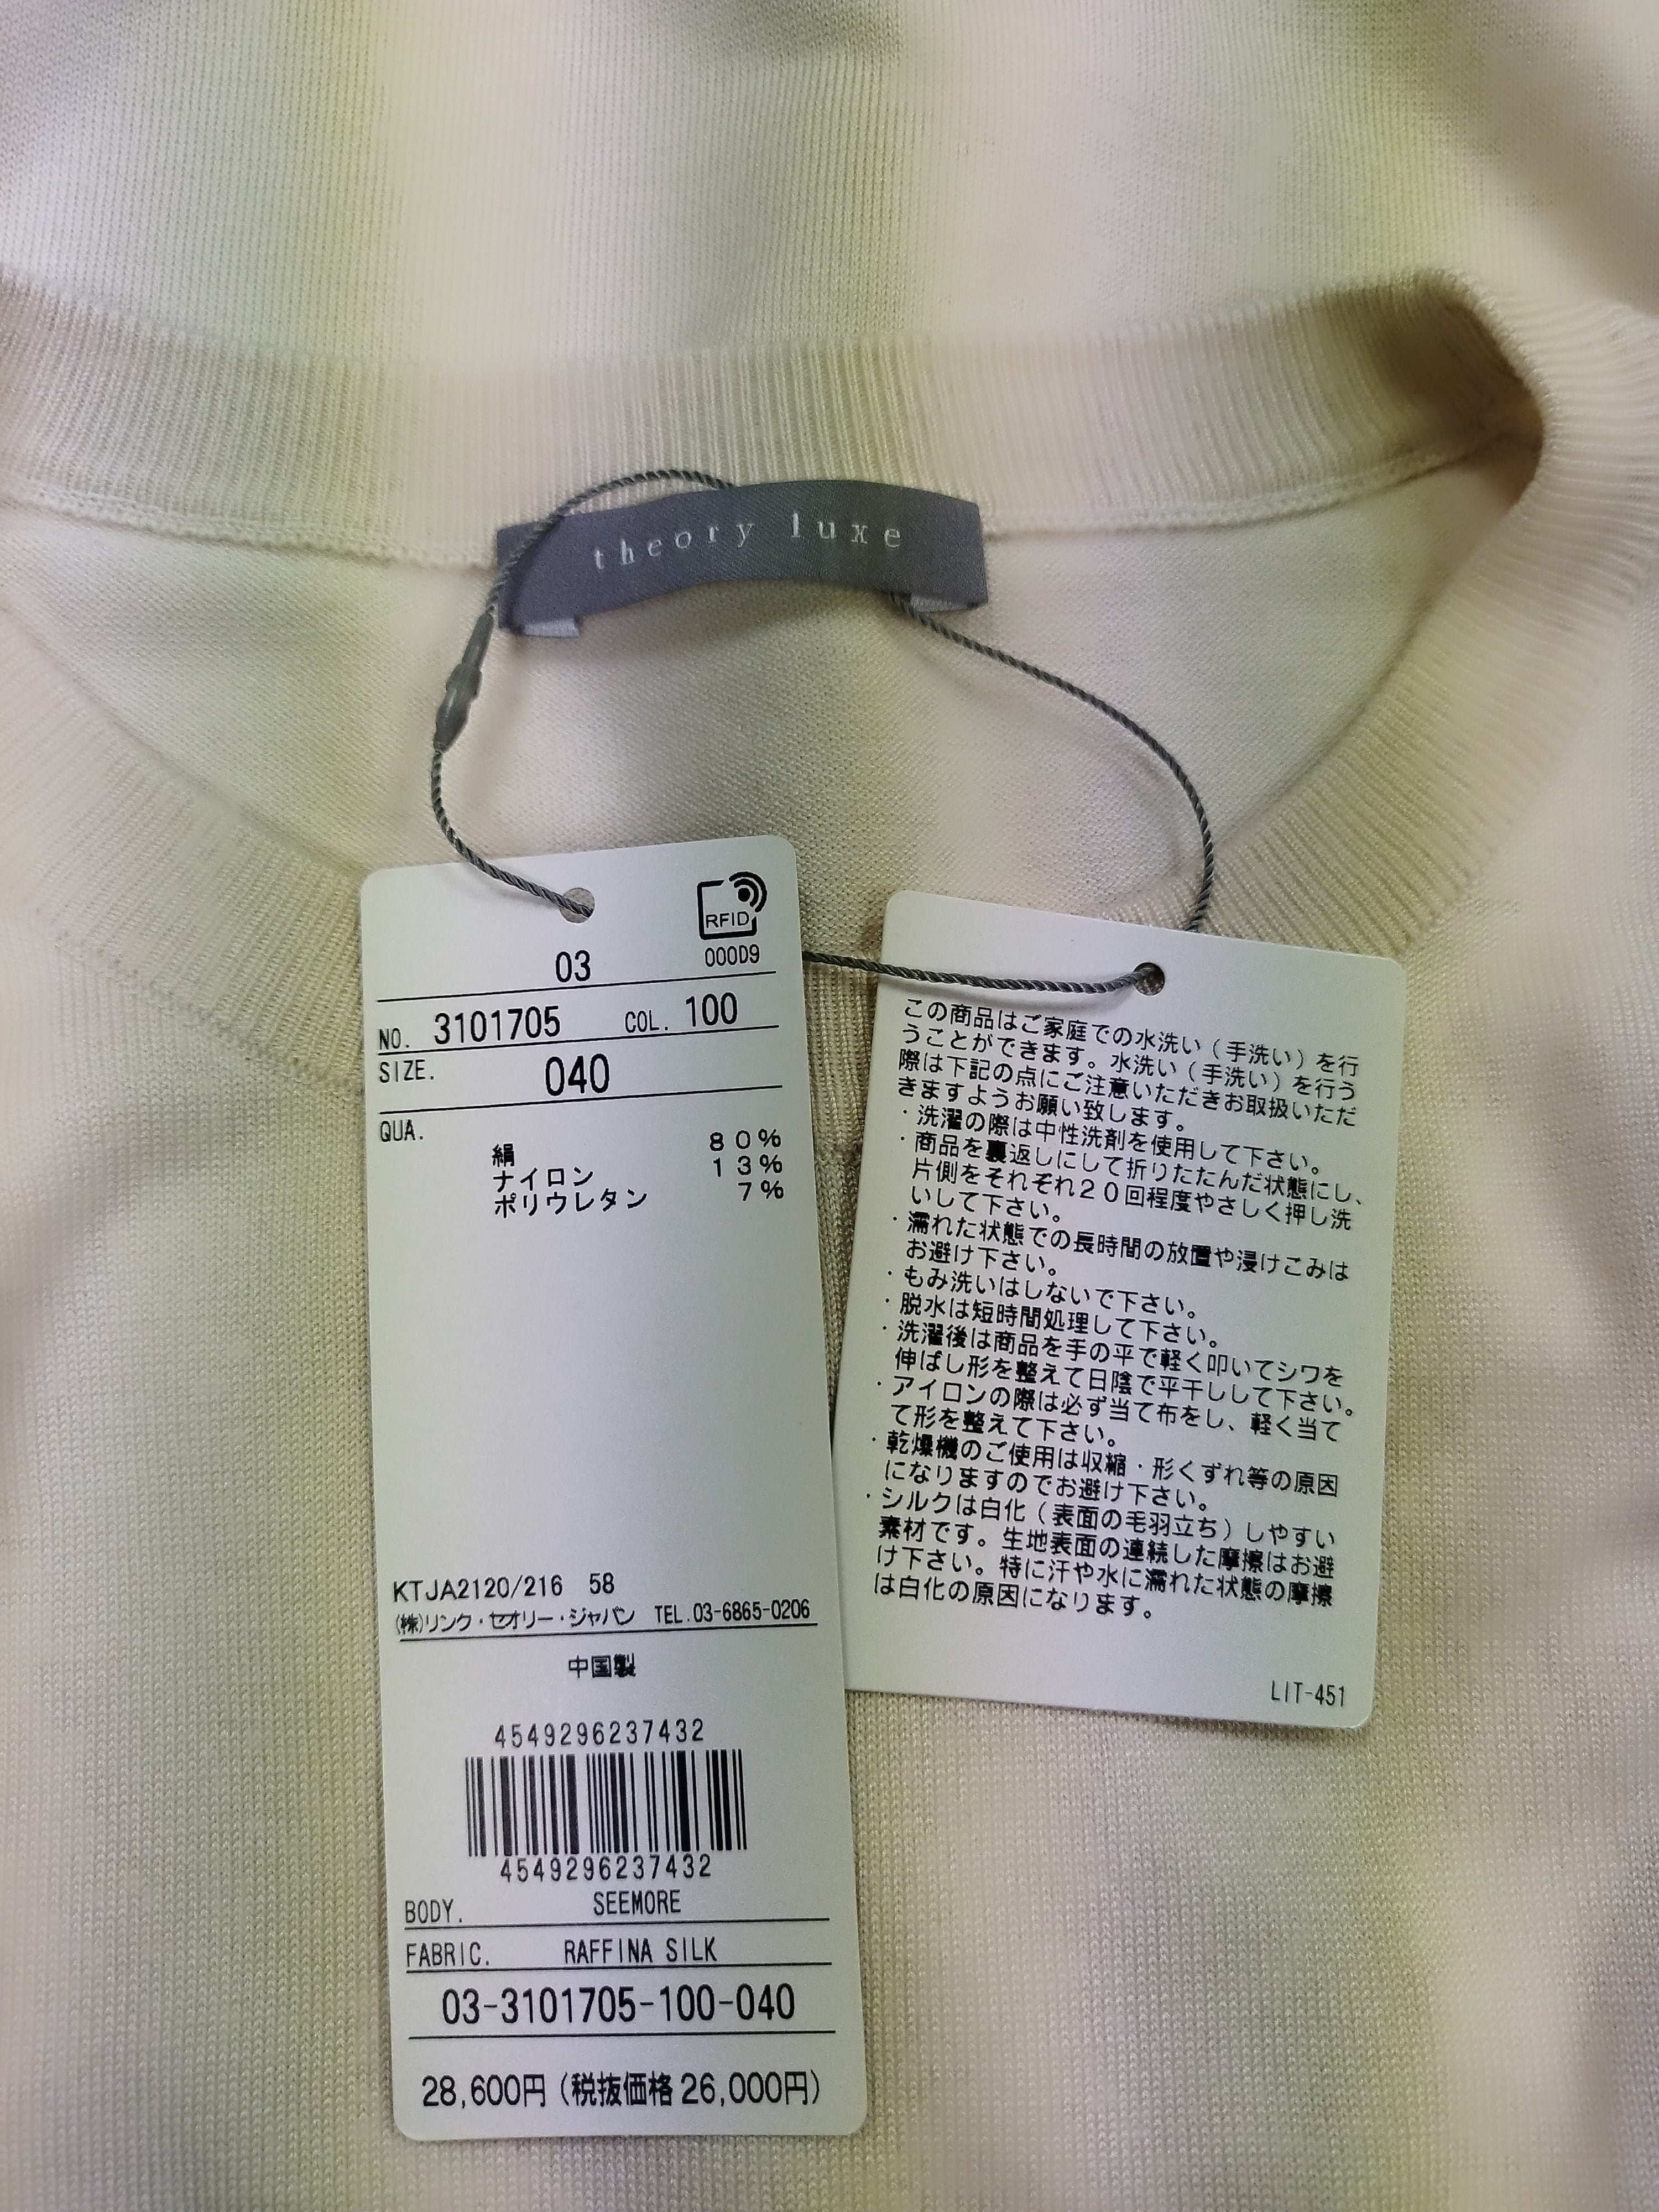 theory luxe
RFID
000D9
03
NO. 3101705 COL. 100
SIZE. 040
QUA.
絹 80%
ナイロン 13%
ポリウレタン 7%
KTJA2120/216 58
(株)リンク・セオリー・ジャパン TEL.03-6865-0206
中国製
4549296237432
4549296237432
BODY. SEEMORE
FABRIC. RAFFINA SILK
03-3101705-100-040
28,600円(税抜価格26,000円)
この商品はご家庭での水洗い(手洗い)を行
うことができます。水洗い(手洗い)を行う
際は下記の点にご注意いただきお取扱いただ
きますようお願い致します。
・洗濯の際は中性洗剤を使用して下さい。
・商品を裏返しにして折りたたんだ状態にし、
片側をそれぞれ20回程度やさしく押し洗
いして下さい。
・濡れた状態での長時間の放置や浸けこみは
お避け下さい。
・もみ洗いはしないで下さい。
・脱水は短時間処理して下さい。
・洗濯後は商品を手の平で軽く叩いてシワを
伸ばし形を整えて日陰で平干しして下さい。
・アイロンの際は必ず当て布をし、軽く当て
て形を整えて下さい。
・乾燥機のご使用は収縮・形くずれ等の原因
になりますのでお避け下さい。
・シルクは白化(表面の毛羽立ち)しやすい
素材です。生地表面の連続した摩擦はお避
け下さい。特に汗や水に濡れた状態の摩擦
は白化の原因になります。
LIT-451